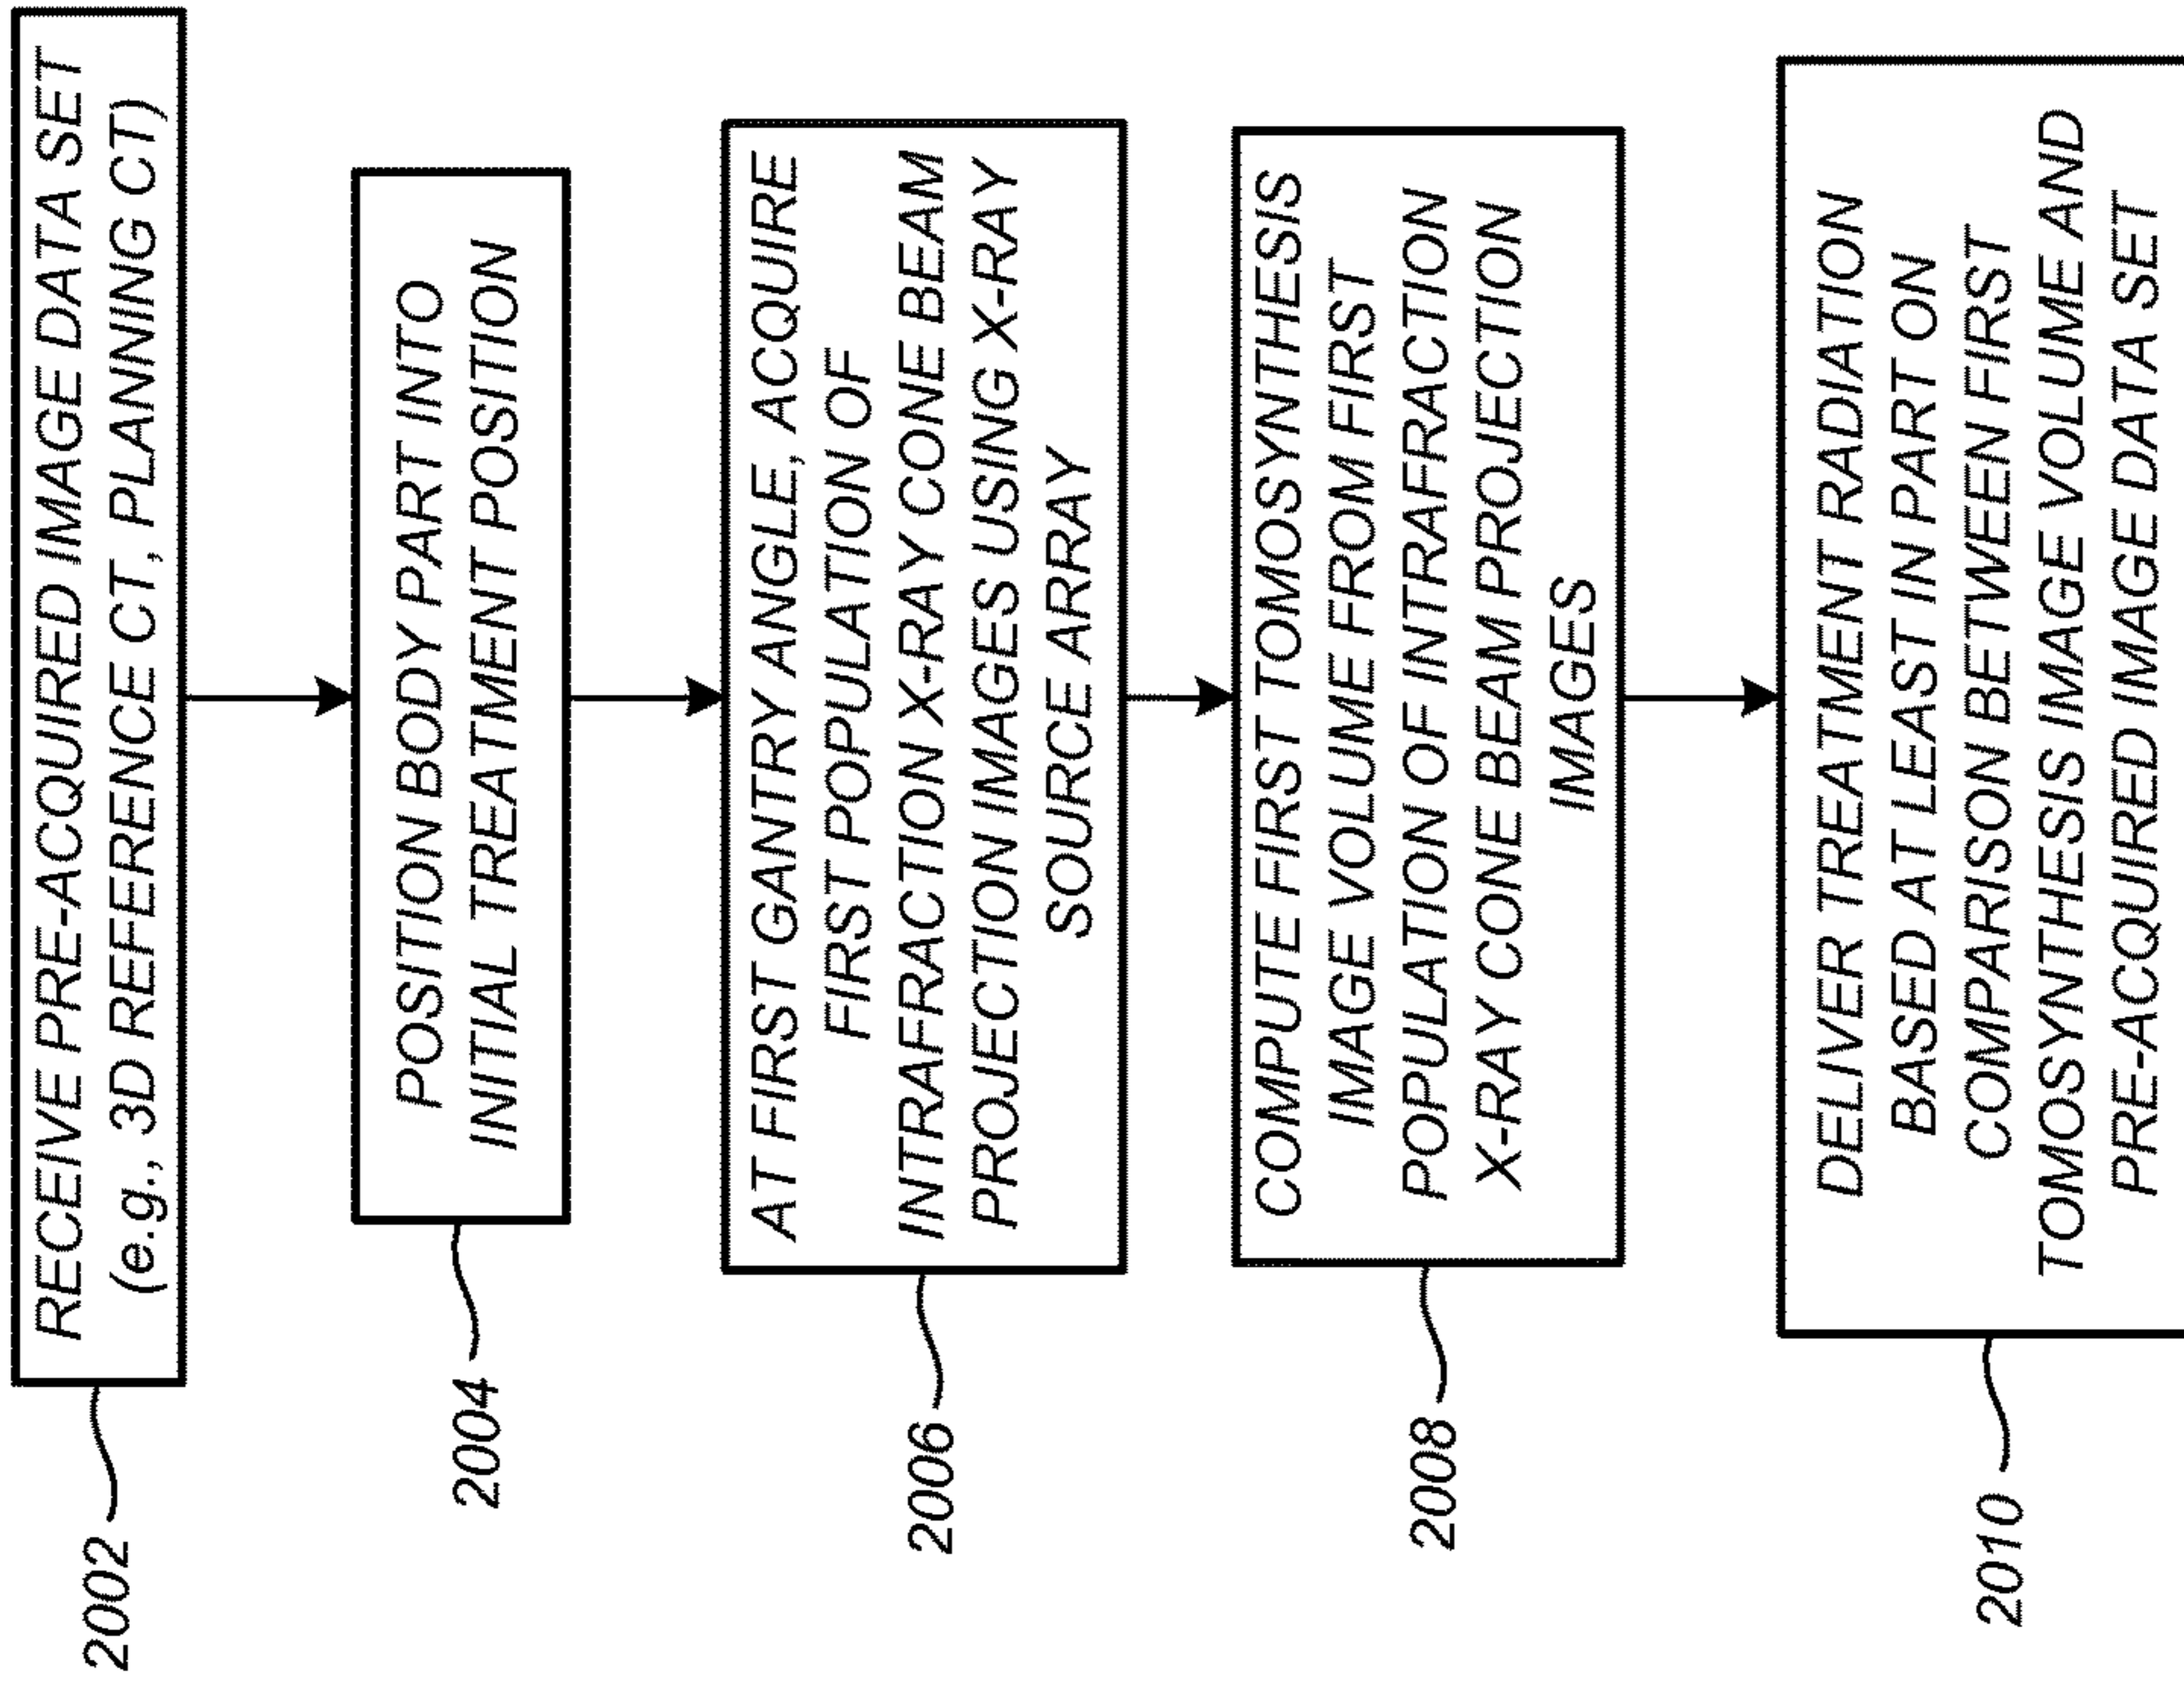 RECEIVE PRE-ACQUIRED IMAGE DATA SET
(e.g., 3D REFERENCE CT, PLANNING CT)
2002
POSITION BODY PART INTO
INITIAL TREATMENT POSITION
2004
AT FIRST GANTRY ANGLE, ACQUIRE
FIRST POPULATION OF
INTRAFRACTION X-RAY CONE BEAM
PROJECTION IMAGES USING X-RAY
SOURCE ARRAY
2006
COMPUTE FIRST TOMOSYNTHESIS
IMAGE VOLUME FROM FIRST
POPULATION OF INTRAFRACTION
X-RAY CONE BEAM PROJECTION
IMAGES
2008
DELIVER TREATMENT RADIATION
BASED AT LEAST IN PART ON
COMPARISON BETWEEN FIRST
TOMOSYNTHESIS IMAGE VOLUME AND
PRE-ACQUIRED IMAGE DATA SET
2010